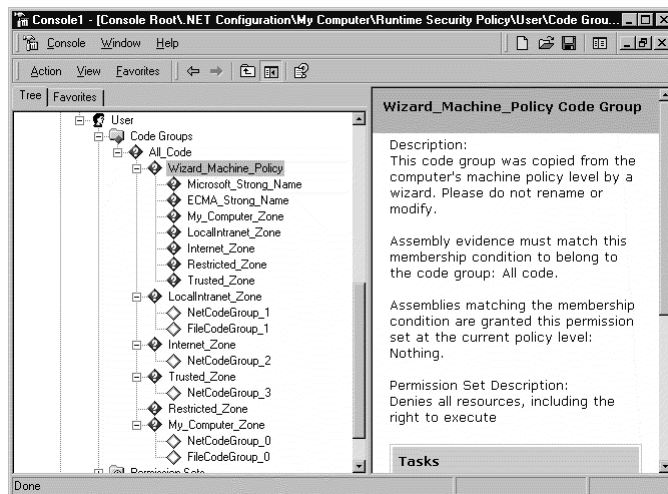 Console1 - [Console Root\.NET Configuration\My Computer\Runtime Security Policy\User\Code Grou...
Console Window Help
Action View Favorites
Tree Favorites
User
Code Groups
All_Code
Wizard_Machine_Policy
Microsoft_Strong_Name
ECMA_Strong_Name
My_Computer_Zone
LocalIntranet_Zone
Internet_Zone
Restricted_Zone
Trusted_Zone
LocalIntranet_Zone
NetCodeGroup_1
FileCodeGroup_1
Internet_Zone
NetCodeGroup_2
Trusted_Zone
NetCodeGroup_3
Restricted_Zone
My_Computer_Zone
NetCodeGroup_0
FileCodeGroup_0
Permission Sets
Wizard_Machine_Policy Code Group
Description:
This code group was copied from the
computer's machine policy level by a
wizard. Please do not rename or
modify.
Assembly evidence must match this
membership condition to belong to
the code group: All code.
Assemblies matching the membership
condition are granted this permission
set at the current policy level:
Nothing.
Permission Set Description:
Denies all resources, including the
right to execute
Tasks
Done